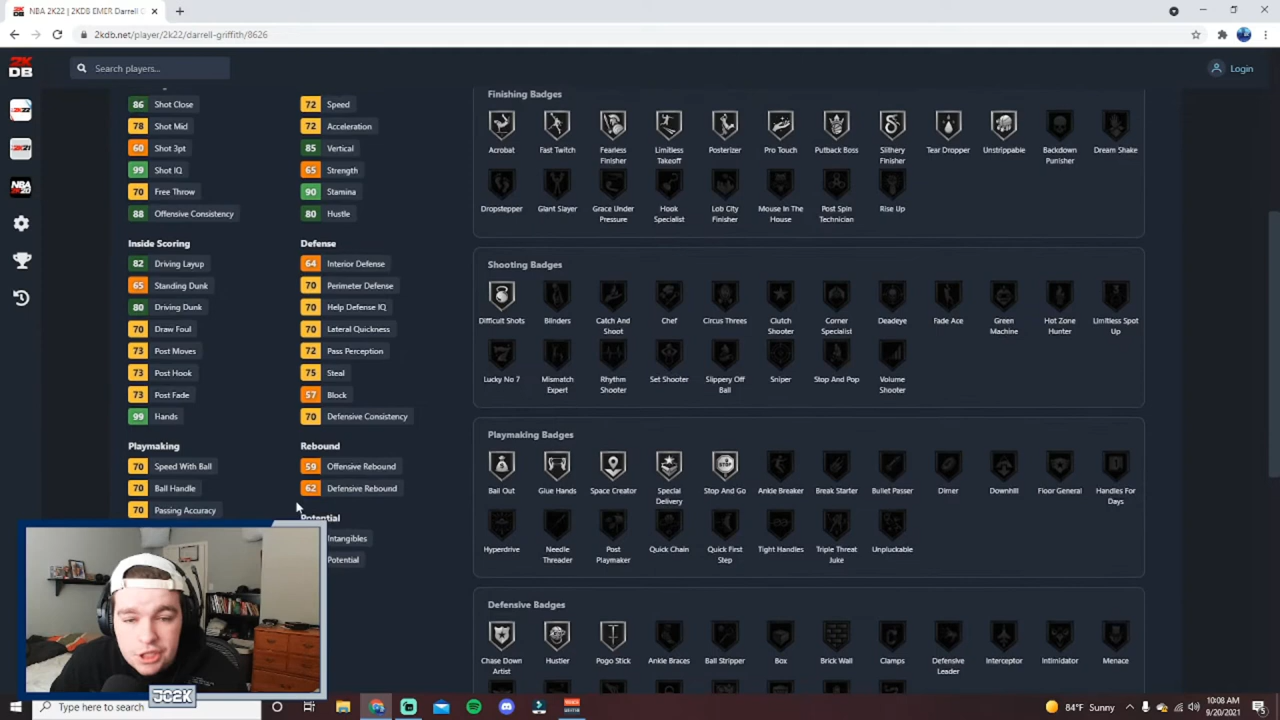 NBA 2K22 | 2KDB EMER Darrell G
2kdb.net/player/2k22/darrell-griffith/8626
2K DB
Search players...
Login
86 Shot Close
78 Shot Mid
60 Shot 3pt
99 Shot IQ
70 Free Throw
88 Offensive Consistency
72 Speed
72 Acceleration
85 Vertical
65 Strength
90 Stamina
80 Hustle
Inside Scoring
82 Driving Layup
65 Standing Dunk
80 Driving Dunk
70 Draw Foul
73 Post Moves
73 Post Hook
73 Post Fade
99 Hands
Defense
64 Interior Defense
70 Perimeter Defense
70 Help Defense IQ
70 Lateral Quickness
72 Pass Perception
75 Steal
57 Block
70 Defensive Consistency
Playmaking
70 Speed With Ball
70 Ball Handle
70 Passing Accuracy
Rebound
59 Offensive Rebound
62 Defensive Rebound
Potential
Intangibles
Potential
Finishing Badges
Acrobat
Fast Twitch
Fearless
Finisher
Limitless
Takeoff
Posterizer
Pro Touch
Putback Boss
Slithery
Finisher
Tear Dropper
Unstrippable
Backdown
Punisher
Dream Shake
Dropstepper
Giant Slayer
Grace Under
Pressure
Hook
Specialist
Lob City
Finisher
Mouse In The
House
Post Spin
Technician
Rise Up
Shooting Badges
Difficult Shots
Blinders
Catch And
Shoot
Chef
Circus Threes
Clutch
Shooter
Corner
Specialist
Deadeye
Fade Ace
Green
Machine
Hot Zone
Hunter
Limitless Spot
Up
Lucky No 7
Mismatch
Expert
Rhythm
Shooter
Set Shooter
Slippery Off
Ball
Sniper
Stop And Pop
Volume
Shooter
Playmaking Badges
Bail Out
Glue Hands
Space Creator
Special
Delivery
Stop And Go
Ankle Breaker
Break Starter
Bullet Passer
Dimer
Downhill
Floor General
Handles For
Days
Hyperdrive
Needle
Threader
Post
Playmaker
Quick Chain
Quick First
Step
Tight Handles
Triple Threat
Juke
Unpluckable
Defensive Badges
Chase Down
Artist
Hustler
Pogo Stick
Ankle Braces
Ball Stripper
Box
Brick Wall
Clamps
Defensive
Leader
Interceptor
Intimidator
Menace
JC2K
Type here to search
84°F Sunny
10:08 AM
9/20/2021